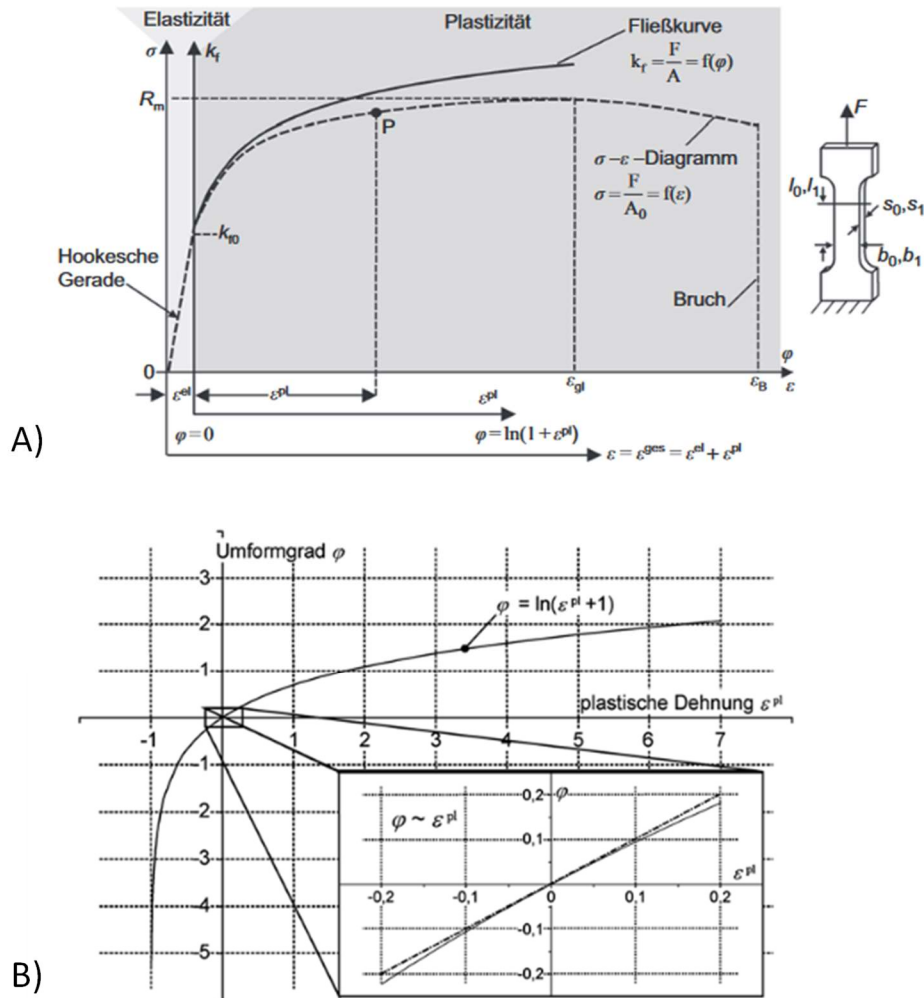 Elastizität
Plastizität
σ
k_f
Fließkurve
k_f = F/A = f(φ)
R_m
P
σ–ε–Diagramm
σ = F/A_0 = f(ε)
k_f0
Hookesche
Gerade
Bruch
F
l_0, l_1
s_0, s_1
b_0, b_1
0
ε_gl
ε_B
φ
ε
ε^el
ε^pl
ε^pl
φ = 0
φ = ln(1 + ε^pl)
ε = ε^ges = ε^el + ε^pl
A)
Umformgrad φ
3
2
1
φ = ln(ε^pl +1)
plastische Dehnung ε^pl
-1
1
2
3
4
5
6
7
-1
-2
-3
-4
-5
φ ~ ε^pl
φ
0,2
0,1
ε^pl
-0,2
-0,1
0
0,1
0,2
-0,1
-0,2
B)